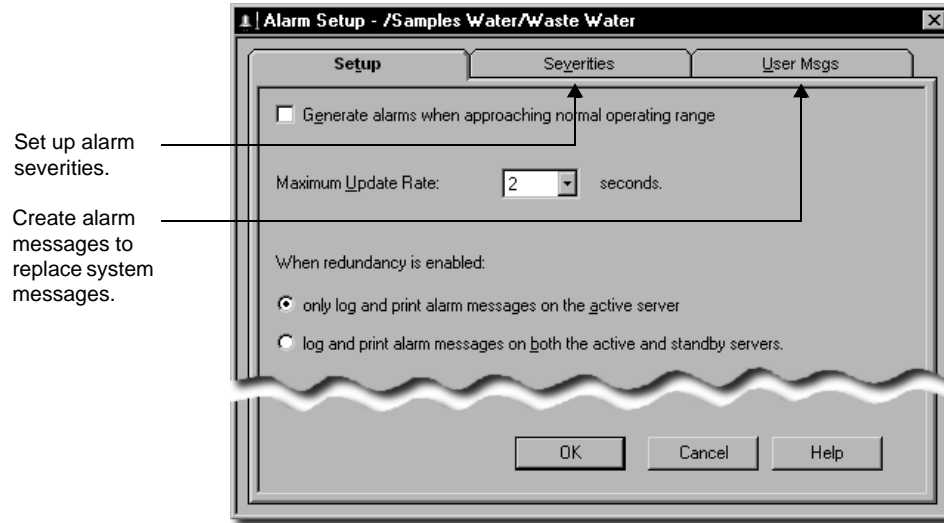 Alarm Setup - /Samples Water/Waste Water
Setup
Severities
User Msgs
Generate alarms when approaching normal operating range
Set up alarm
severities.
Maximum Update Rate: 2 seconds.
Create alarm
messages to
replace system
messages.
When redundancy is enabled:
only log and print alarm messages on the active server
log and print alarm messages on both the active and standby servers.
OK
Cancel
Help